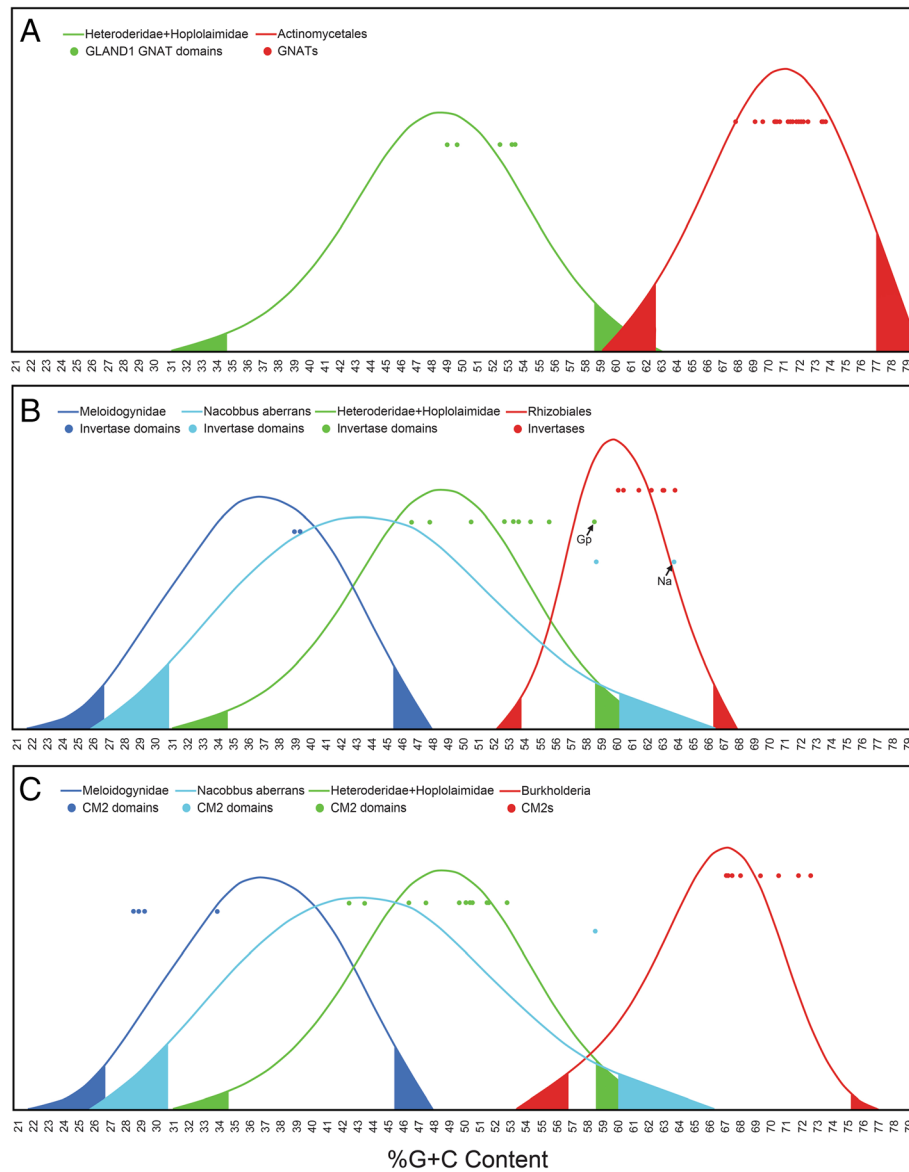 A
Heteroderidae+Hoplolaimidae Actinomycetales
GLAND1 GNAT domains GNATs
21 22 23 24 25 26 27 28 29 30 31 32 33 34 35 36 37 38 39 40 41 42 43 44 45 46 47 48 49 50 51 52 53 54 55 56 57 58 59 60 61 62 63 64 65 66 67 68 69 70 71 72 73 74 75 76 77 78 79
B
Meloidogynidae Nacobbus aberrans Heteroderidae+Hoplolaimidae Rhizobiales
Invertase domains Invertase domains Invertase domains Invertases
Gp
Na
21 22 23 24 25 26 27 28 29 30 31 32 33 34 35 36 37 38 39 40 41 42 43 44 45 46 47 48 49 50 51 52 53 54 55 56 57 58 59 60 61 62 63 64 65 66 67 68 69 70 71 72 73 74 75 76 77 78 79
C
Meloidogynidae Nacobbus aberrans Heteroderidae+Hoplolaimidae Burkholderia
CM2 domains CM2 domains CM2 domains CM2s
21 22 23 24 25 26 27 28 29 30 31 32 33 34 35 36 37 38 39 40 41 42 43 44 45 46 47 48 49 50 51 52 53 54 55 56 57 58 59 60 61 62 63 64 65 66 67 68 69 70 71 72 73 74 75 76 77 78 79
%G+C Content